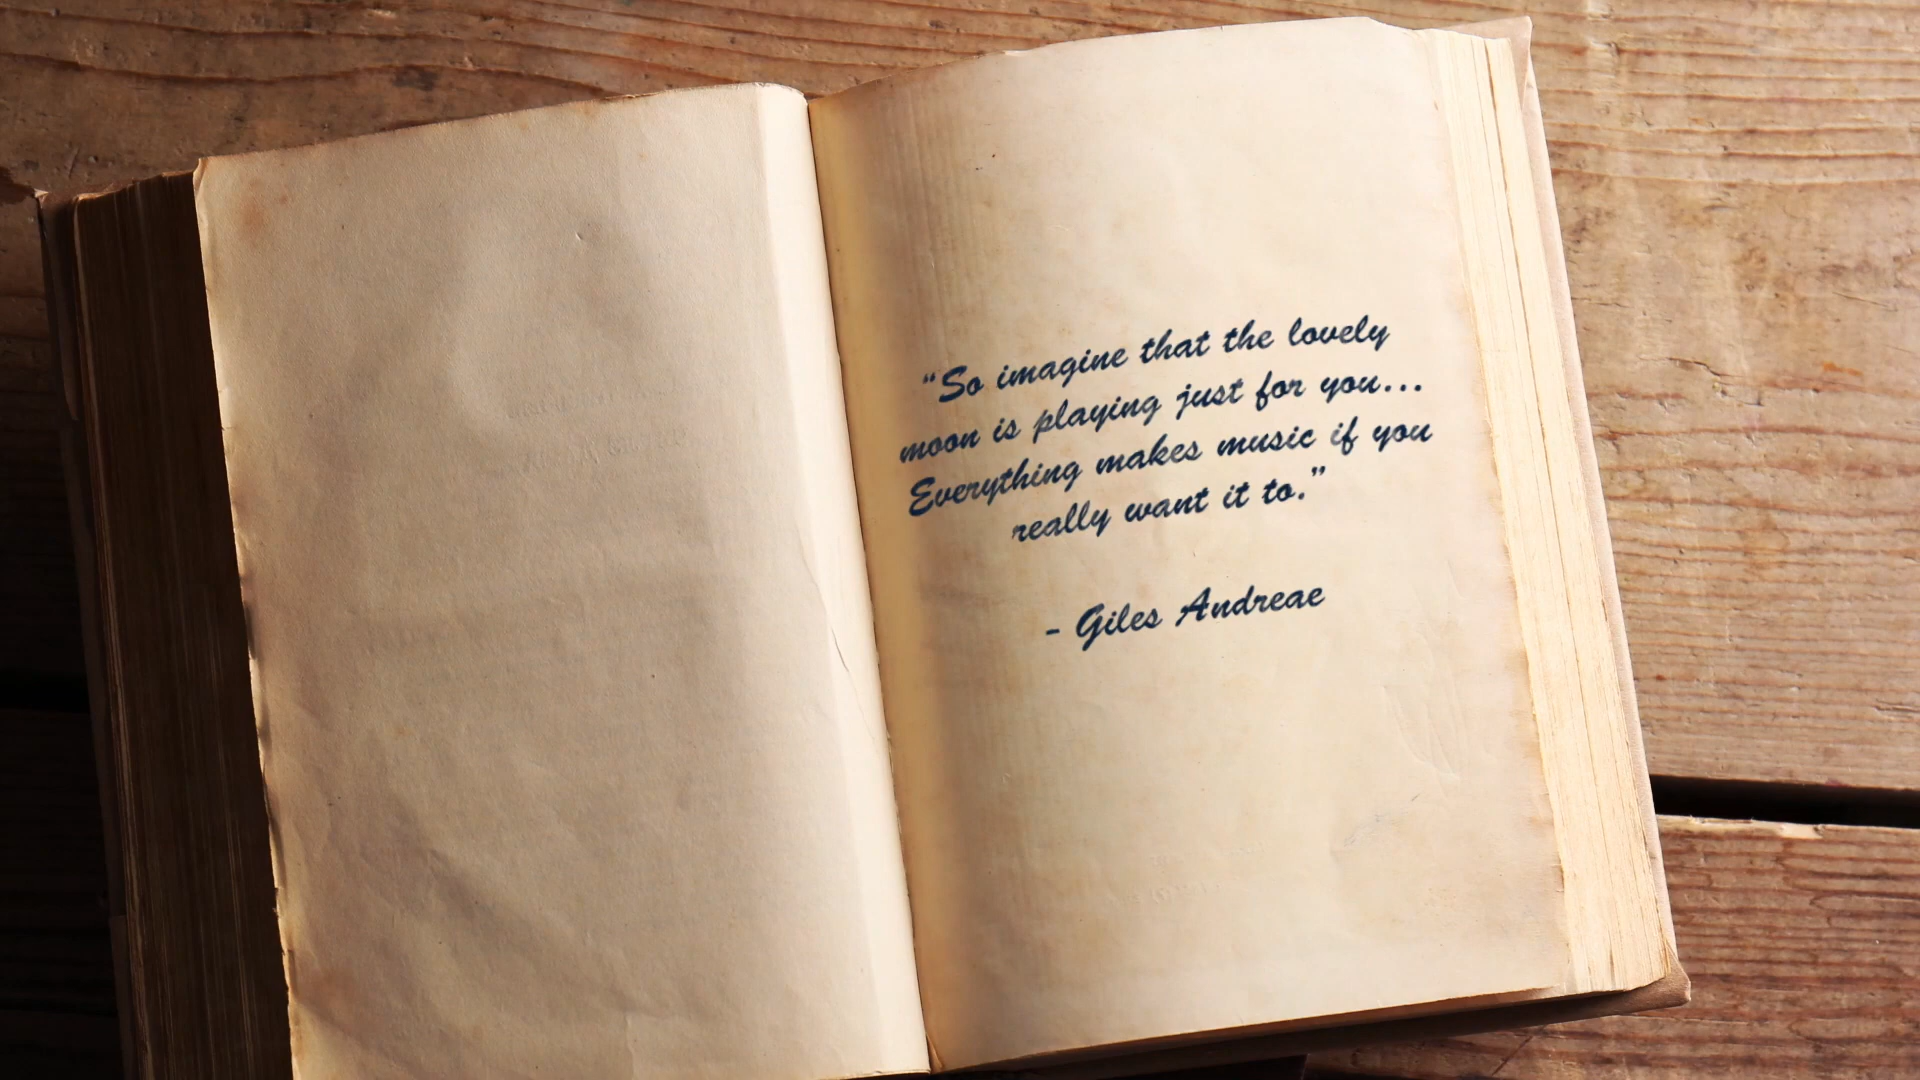 “So imagine that the lovely
moon is playing just for you...
Everything makes music if you
really want it to.”
- Giles Andreae